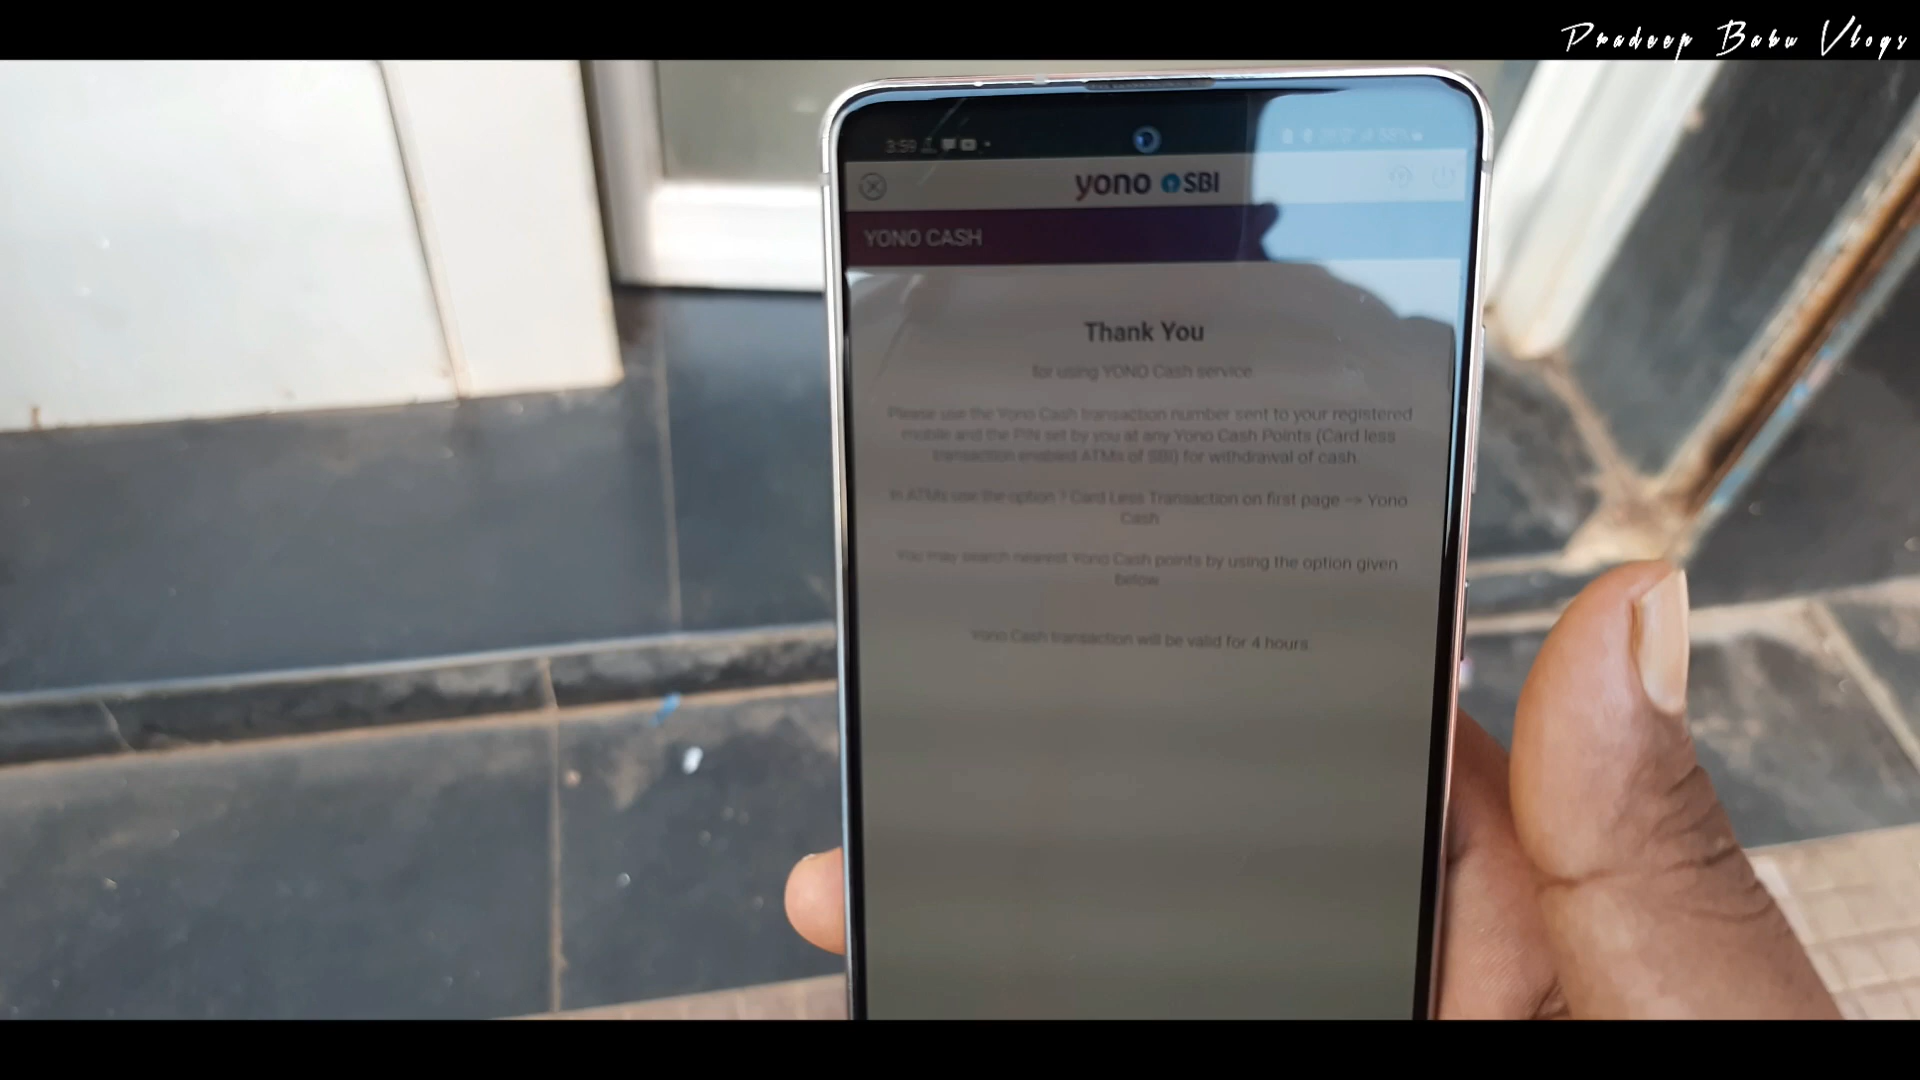 Pradeep Babu Vlogs
3:59
yono SBI
YONO CASH
Thank You
for using YONO Cash service.
Please use the Yono Cash transaction number sent to your registered
mobile and the PIN set by you at any Yono Cash Points (Card less
transaction enabled ATMs of SBI) for withdrawal of cash.
In ATMs use the option ? Card Less Transaction on first page --> Yono
Cash
You may search nearest Yono Cash points by using the option given
below
Yono Cash transaction will be valid for 4 hours